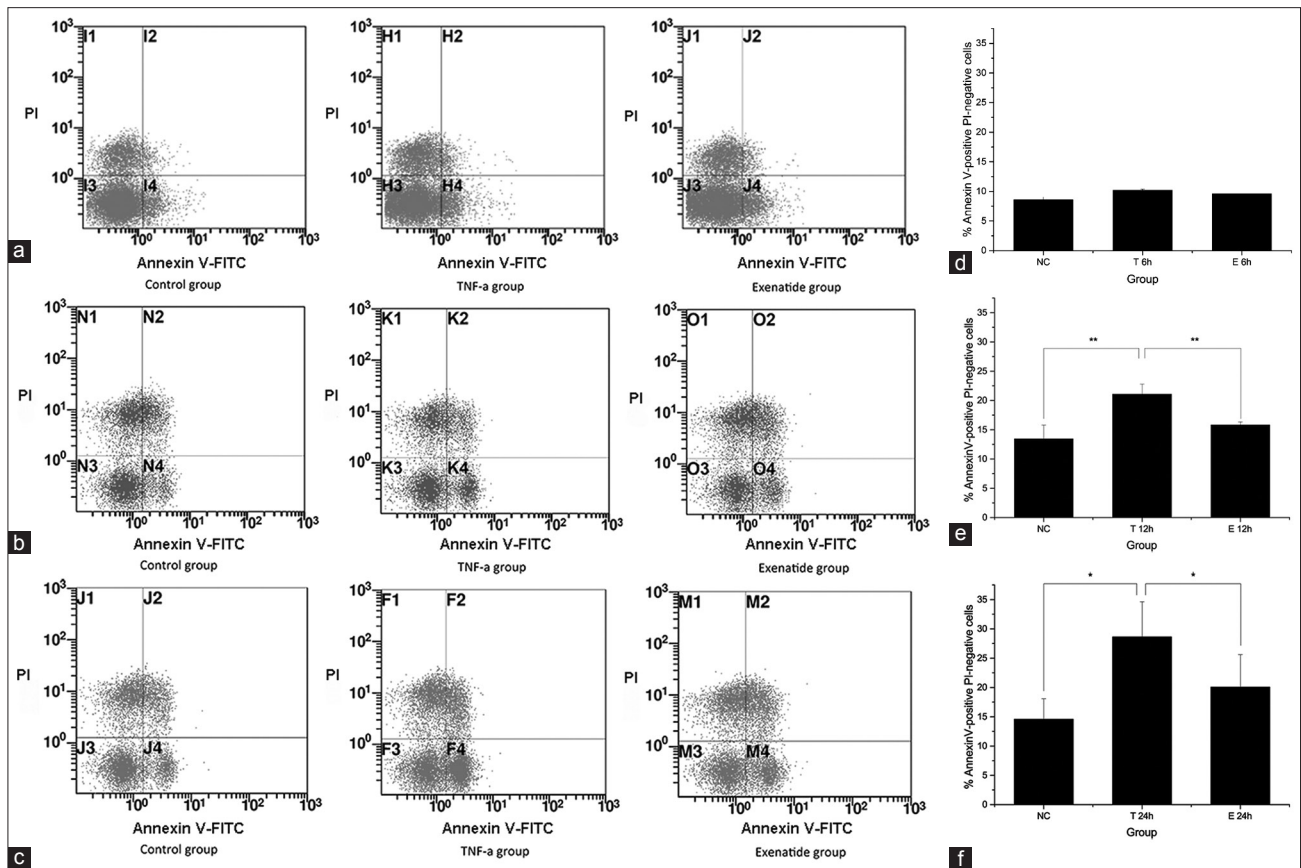 10³
I1 I2
10²
PI
10¹
10⁰
I3 I4
10⁰ 10¹ 10² 10³
Annexin V-FITC
Control group
10³
H1 H2
10²
10¹
10⁰
H3 H4
10⁰ 10¹ 10² 10³
Annexin V-FITC
TNF-a group
10³
J1 J2
10²
PI
10¹
10⁰
J3 J4
10⁰ 10¹ 10² 10³
Annexin V-FITC
Exenatide group
a
% Annexin V-positive PI-negative cells
35
30
25
20
15
10
5
0
NC T 6h E 6h
Group
d
10³
N1 N2
10²
PI
10¹
10⁰
N3 N4
10⁰ 10¹ 10² 10³
Annexin V-FITC
Control group
10³
K1 K2
10²
10¹
10⁰
K3 K4
10⁰ 10¹ 10² 10³
Annexin V-FITC
TNF-a group
10³
O1 O2
10²
PI
10¹
10⁰
O3 O4
10⁰ 10¹ 10² 10³
Annexin V-FITC
Exenatide group
b
% AnnexinV-positive PI-negative cells
35
30
25
20
15
10
5
0
** **
NC T 12h E 12h
Group
e
10³
J1 J2
10²
PI
10¹
10⁰
J3 J4
10⁰ 10¹ 10² 10³
Annexin V-FITC
Control group
10³
F1 F2
10²
10¹
10⁰
F3 F4
10⁰ 10¹ 10² 10³
Annexin V-FITC
TNF-a group
10³
M1 M2
10²
PI
10¹
10⁰
M3 M4
10⁰ 10¹ 10² 10³
Annexin V-FITC
Exenatide group
c
% AnnexinV-positive PI-negative cells
35
30
25
20
15
10
5
0
* *
NC T 24h E 24h
Group
f